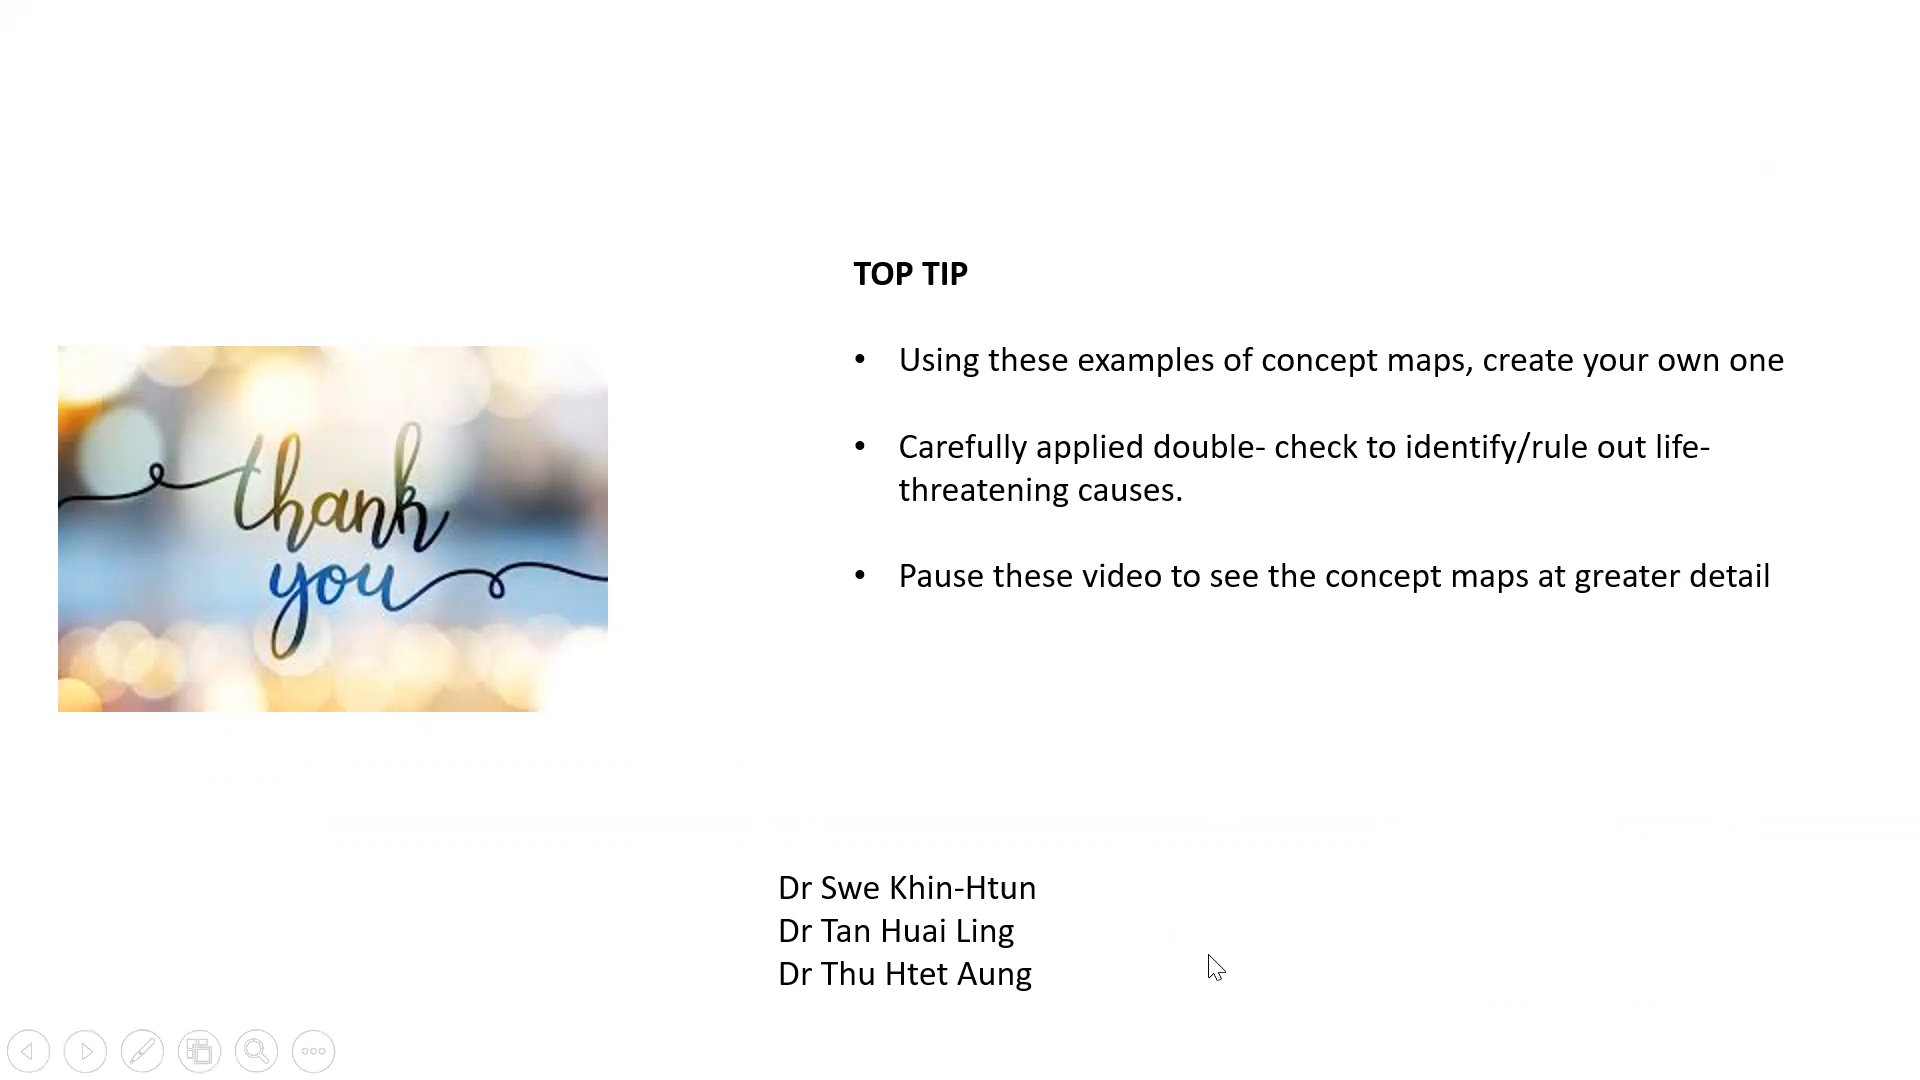 TOP TIP
• Using these examples of concept maps, create your own one
• Carefully applied double- check to identify/rule out life-
threatening causes.
• Pause these video to see the concept maps at greater detail
thank
you
Dr Swe Khin-Htun
Dr Tan Huai Ling
Dr Thu Htet Aung